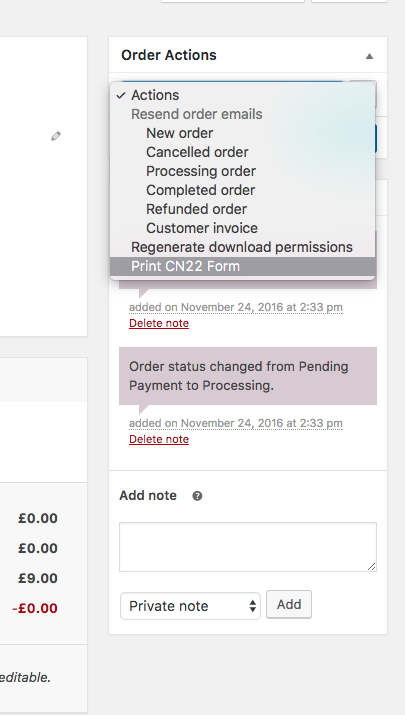 Order Actions
Actions
Resend order emails
New order
Cancelled order
Processing order
Completed order
Refunded order
Customer invoice
Regenerate download permissions
Print CN22 Form
added on November 24, 2016 at 2:33 pm
Delete note
Order status changed from Pending
Payment to Processing.
added on November 24, 2016 at 2:33 pm
Delete note
Add note
Private note
Add
£0.00
£0.00
£9.00
-£0.00
editable.